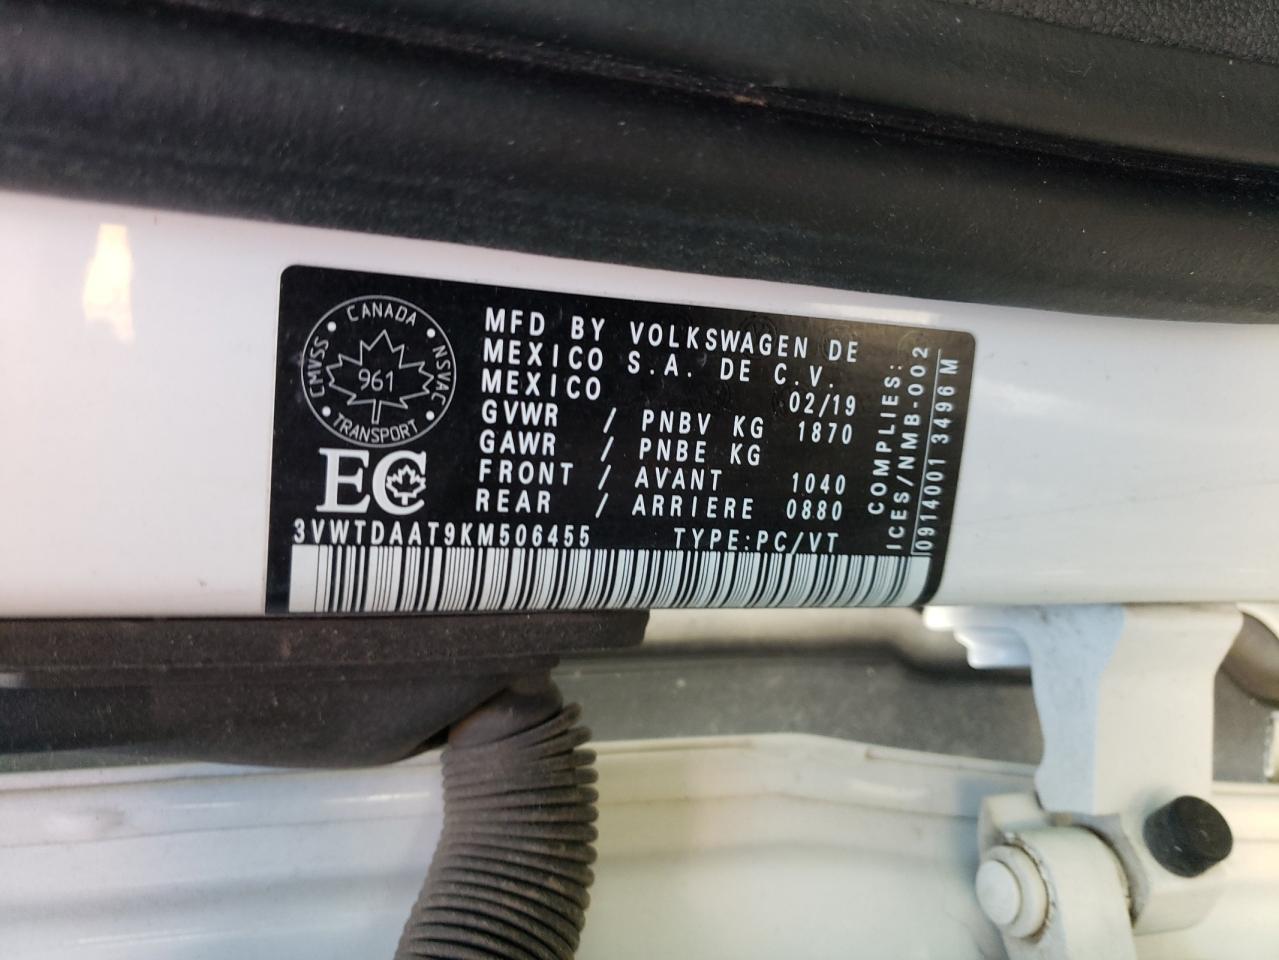 CANADA
CMVSS
NSVAC
961
TRANSPORT
EC
MFD BY VOLKSWAGEN DE
MEXICO S.A. DE C.V.
MEXICO 02/19
GVWR / PNBV KG 1870
GAWR / PNBE KG
FRONT / AVANT 1040
REAR / ARRIERE 0880
3VWTDAAT9KM506455 TYPE:PC/VT
COMPLIES:
ICES/NMB-002
0914001 3496 M